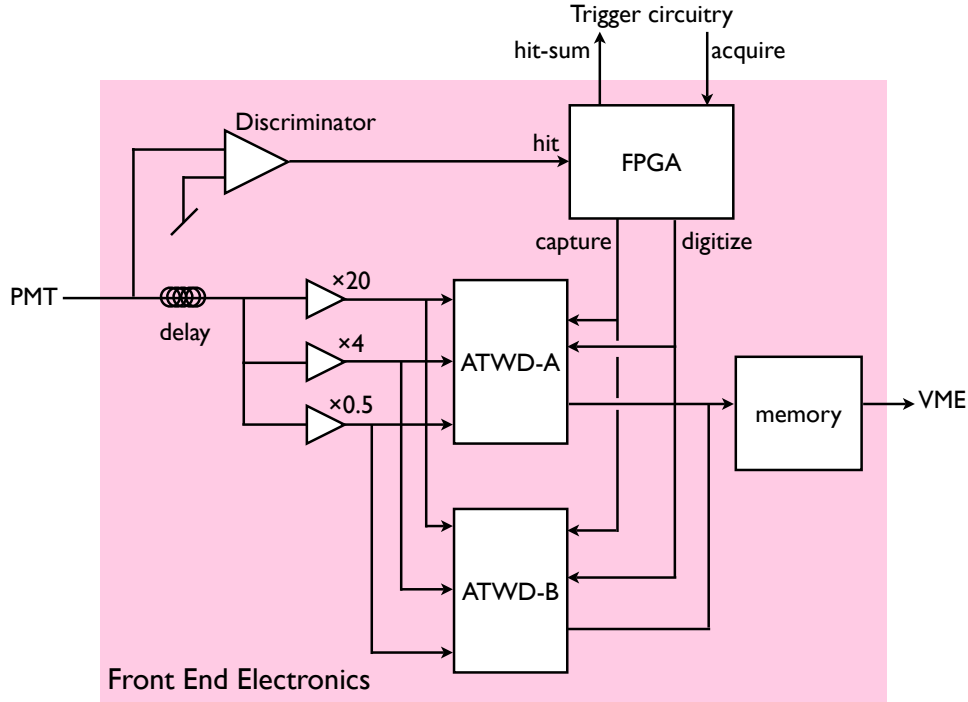 Trigger circuitry
hit-sum
acquire
Discriminator
hit
FPGA
capture
digitize
PMT
delay
×20
×4
×0.5
ATWD-A
memory
VME
ATWD-B
Front End Electronics